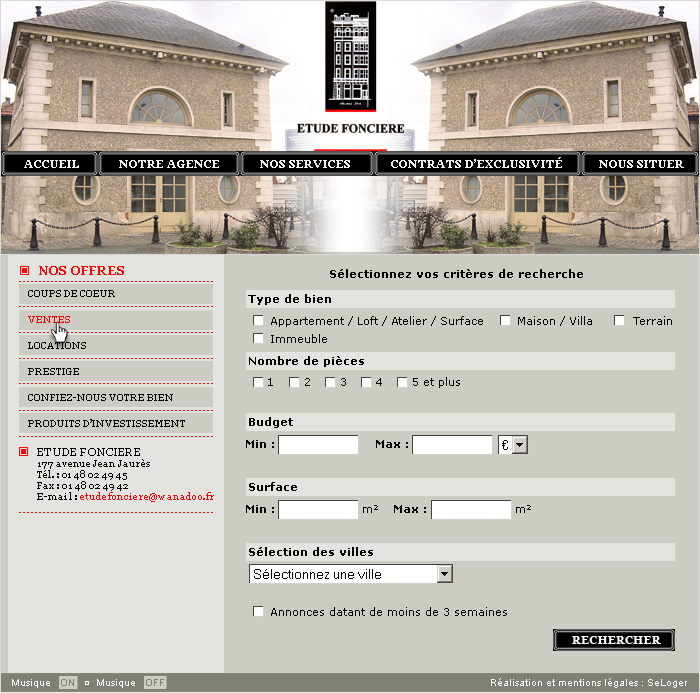 ETUDE FONCIERE
ACCUEIL NOTRE AGENCE NOS SERVICES CONTRATS D'EXCLUSIVITÉ NOUS SITUER
NOS OFFRES
COUPS DE COEUR
VENTES
LOCATIONS
PRESTIGE
CONFIEZ-NOUS VOTRE BIEN
PRODUITS D'INVESTISSEMENT
ETUDE FONCIERE
177 avenue Jean Jaurès
Tél. : 01 48 02 49 45
Fax : 01 48 02 49 42
E-mail : etudefonciere@wanadoo.fr
Sélectionnez vos critères de recherche
Type de bien
Appartement / Loft / Atelier / Surface Maison / Villa Terrain
Immeuble
Nombre de pièces
1 2 3 4 5 et plus
Budget
Min : Max : €
Surface
Min : m² Max : m²
Sélection des villes
Sélectionnez une ville
Annonces datant de moins de 3 semaines
RECHERCHER
Musique ON Musique OFF
Réalisation et mentions légales : SeLoger